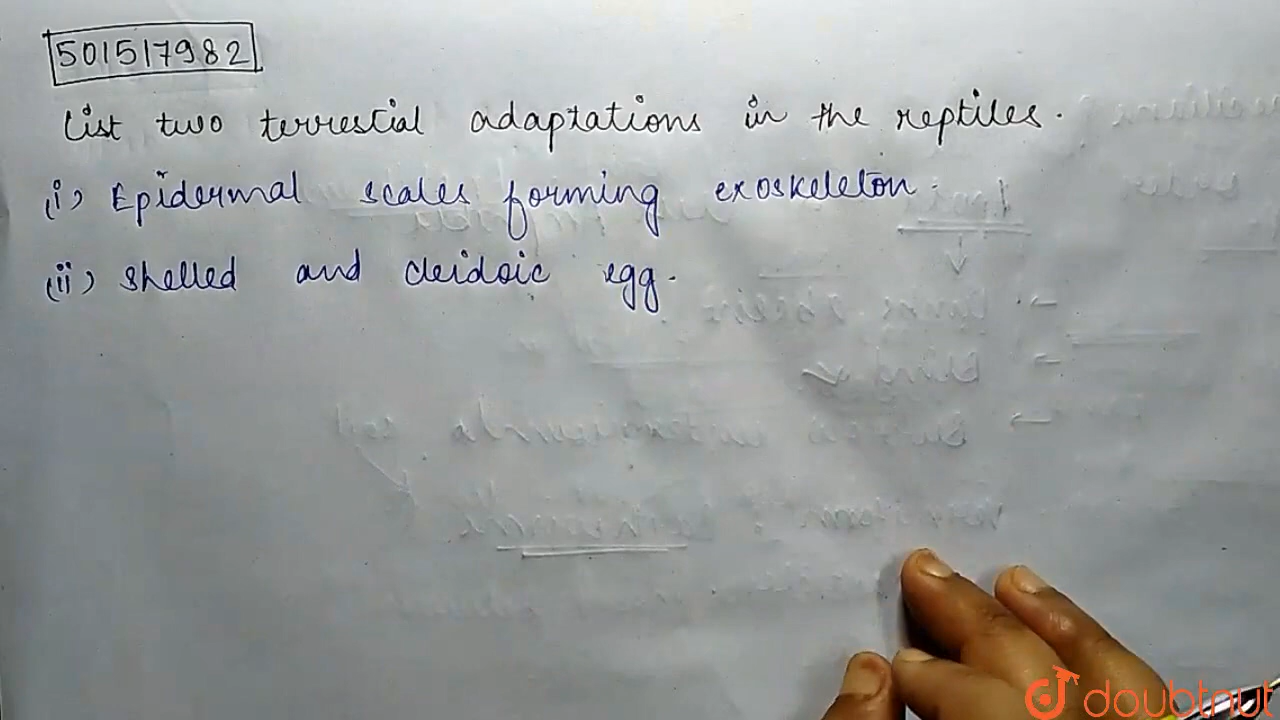 501517982
List two terrestial adaptations in the reptiles.
(i) Epidermal scales forming exoskeleton.
(ii) Shelled and cleidoic egg.
doubtnut